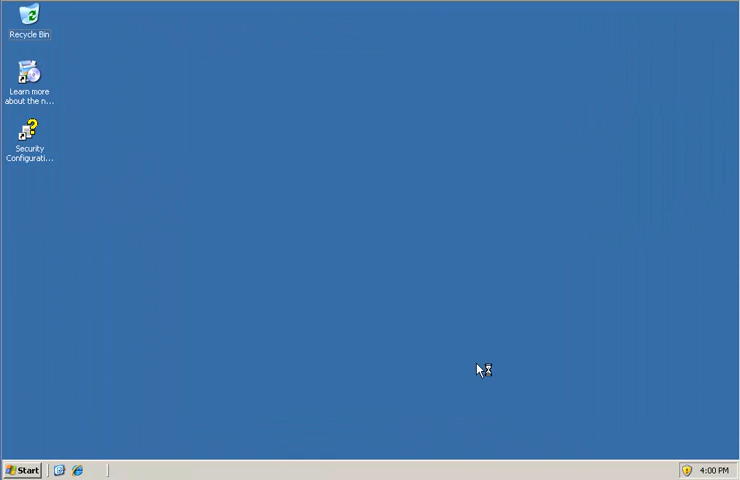 Recycle Bin
Learn more
about the n...
Security
Configurati...
Start
4:00 PM